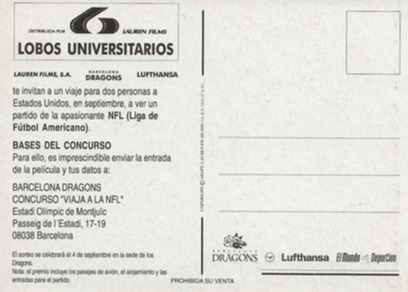 DISTRIBUIDA POR LAUREN FILMS
LOBOS UNIVERSITARIOS
LAUREN FILMS, S.A. BARCELONA DRAGONS LUFTHANSA
te invitan a un viaje para dos personas a
Estados Unidos, en septiembre, a ver un
partido de la apasionante NFL (Liga de
Fútbol Americano).
BASES DEL CONCURSO
Para ello, es imprescindible enviar la entrada
de la película y tus datos a:
BARCELONA DRAGONS
CONCURSO "VIAJA A LA NFL"
Estadi Olímpic de Montjuïc
Passeig de l´Estadi, 17-19
08038 Barcelona
El sorteo se celebrará el 4 de septiembre en la sede de los
Dragons.
Nota: el premio incluye los pasajes de avión, el alojamiento y las
entradas para el partido.
BARCELONA
DRAGONS
Lufthansa
El Mundo Deportivo
PROHIBIDA SU VENTA